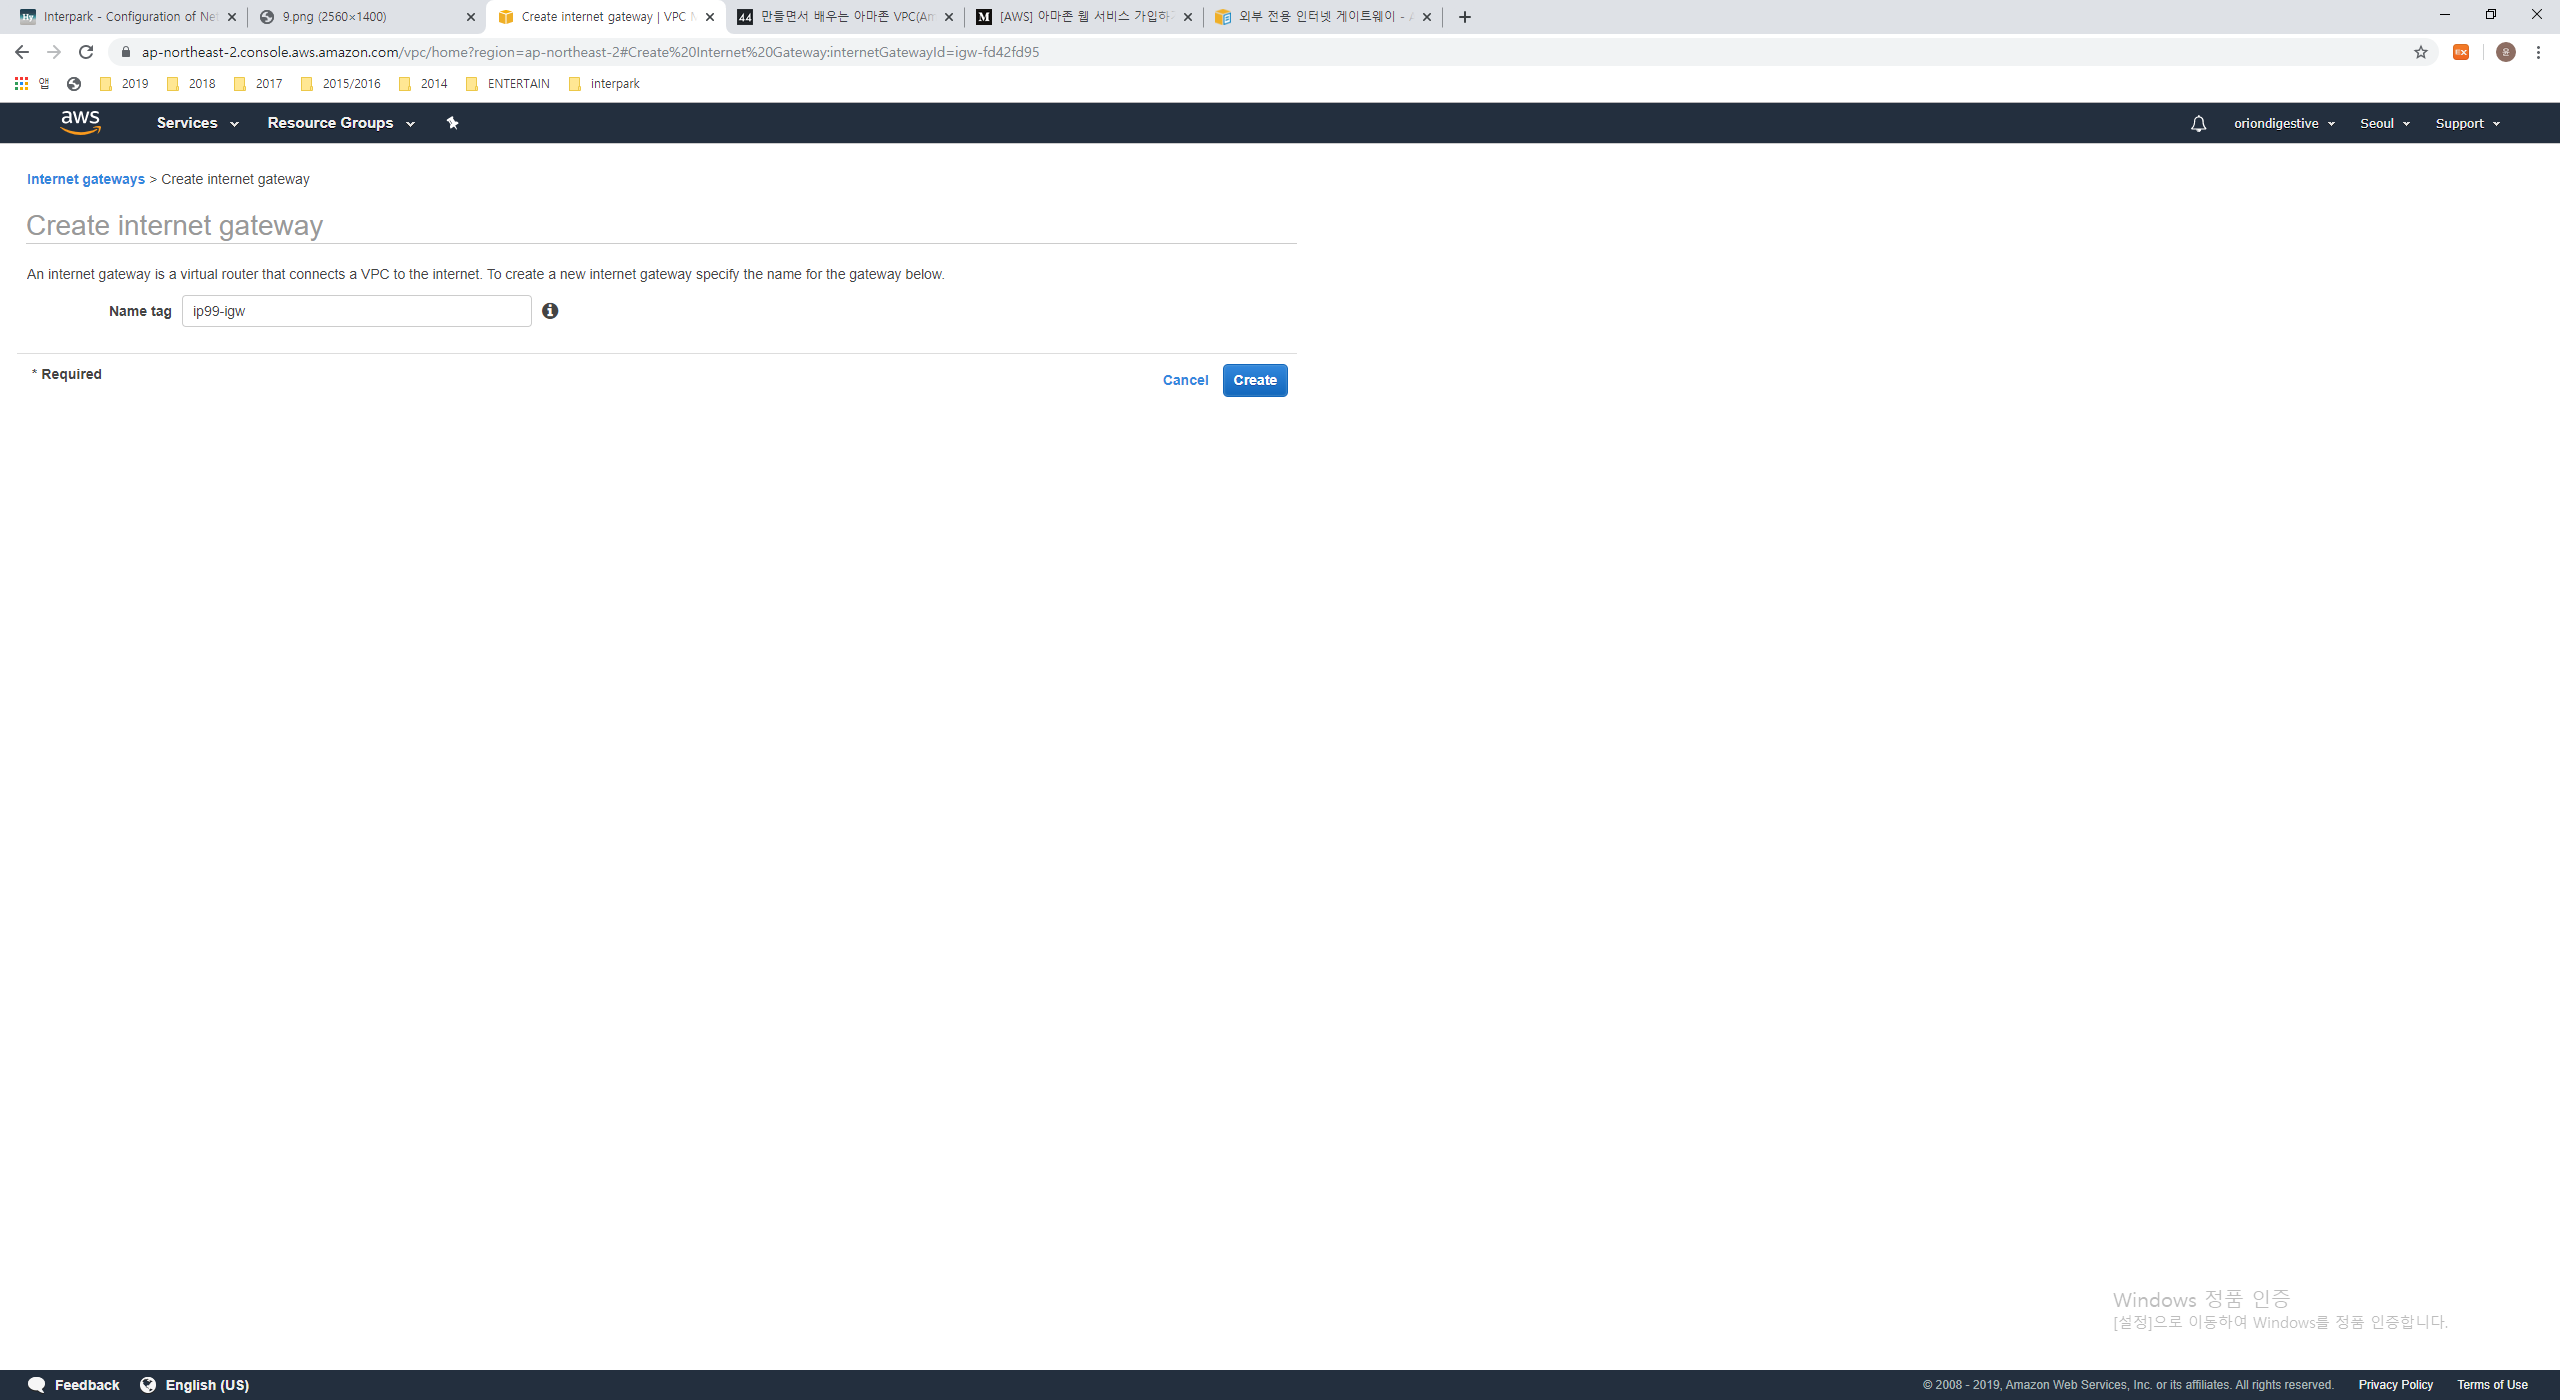 Hy Interpark - Configuration of Net
9.png (2560×1400)
Create internet gateway | VPC M
44 만들면서 배우는 아마존 VPC(Am
M [AWS] 아마존 웹 서비스 가입하
외부 전용 인터넷 게이트웨이 - A
ap-northeast-2.console.aws.amazon.com/vpc/home?region=ap-northeast-2#Create%20Internet%20Gateway:internetGatewayId=igw-fd42fd95
윤
앱 2019 2018 2017 2015/2016 2014 ENTERTAIN interpark
aws Services Resource Groups oriondigestive Seoul Support
Internet gateways > Create internet gateway
Create internet gateway
An internet gateway is a virtual router that connects a VPC to the internet. To create a new internet gateway specify the name for the gateway below.
Name tag ip99-igw
* Required Cancel Create
Windows 정품 인증
[설정]으로 이동하여 Windows를 정품 인증합니다.
Feedback English (US) © 2008 - 2019, Amazon Web Services, Inc. or its affiliates. All rights reserved. Privacy Policy Terms of Use